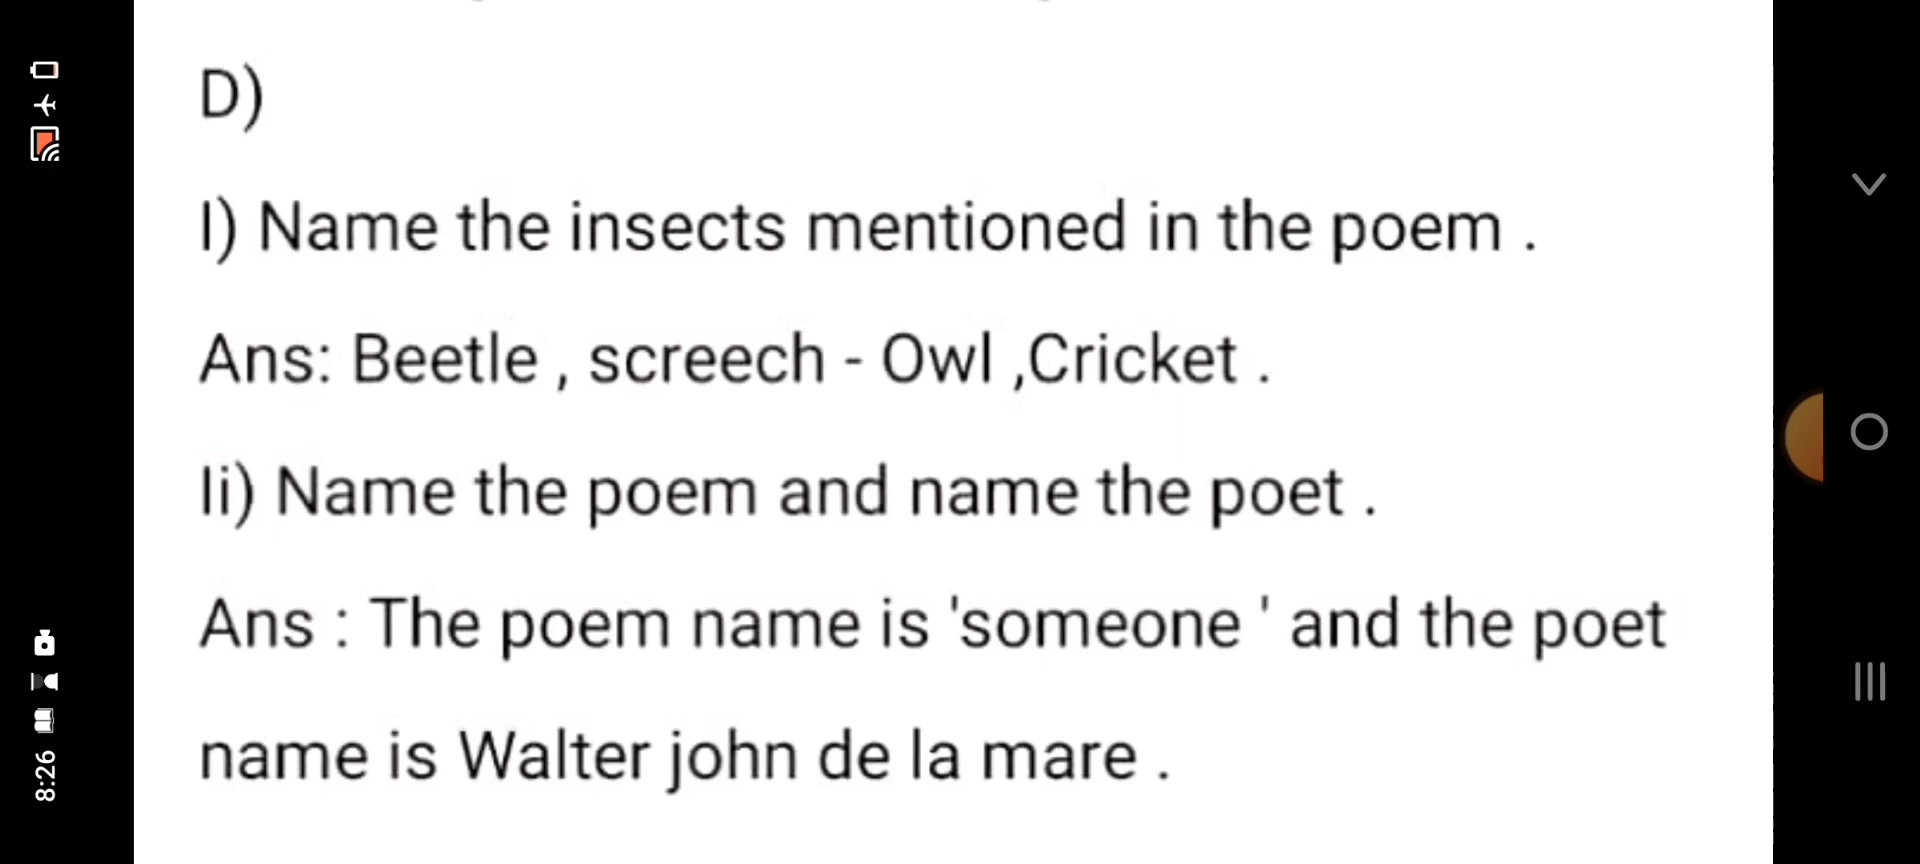 D)
I) Name the insects mentioned in the poem .
Ans: Beetle , screech - Owl ,Cricket .
Ii) Name the poem and name the poet .
Ans : The poem name is 'someone ' and the poet
name is Walter john de la mare .
8:26